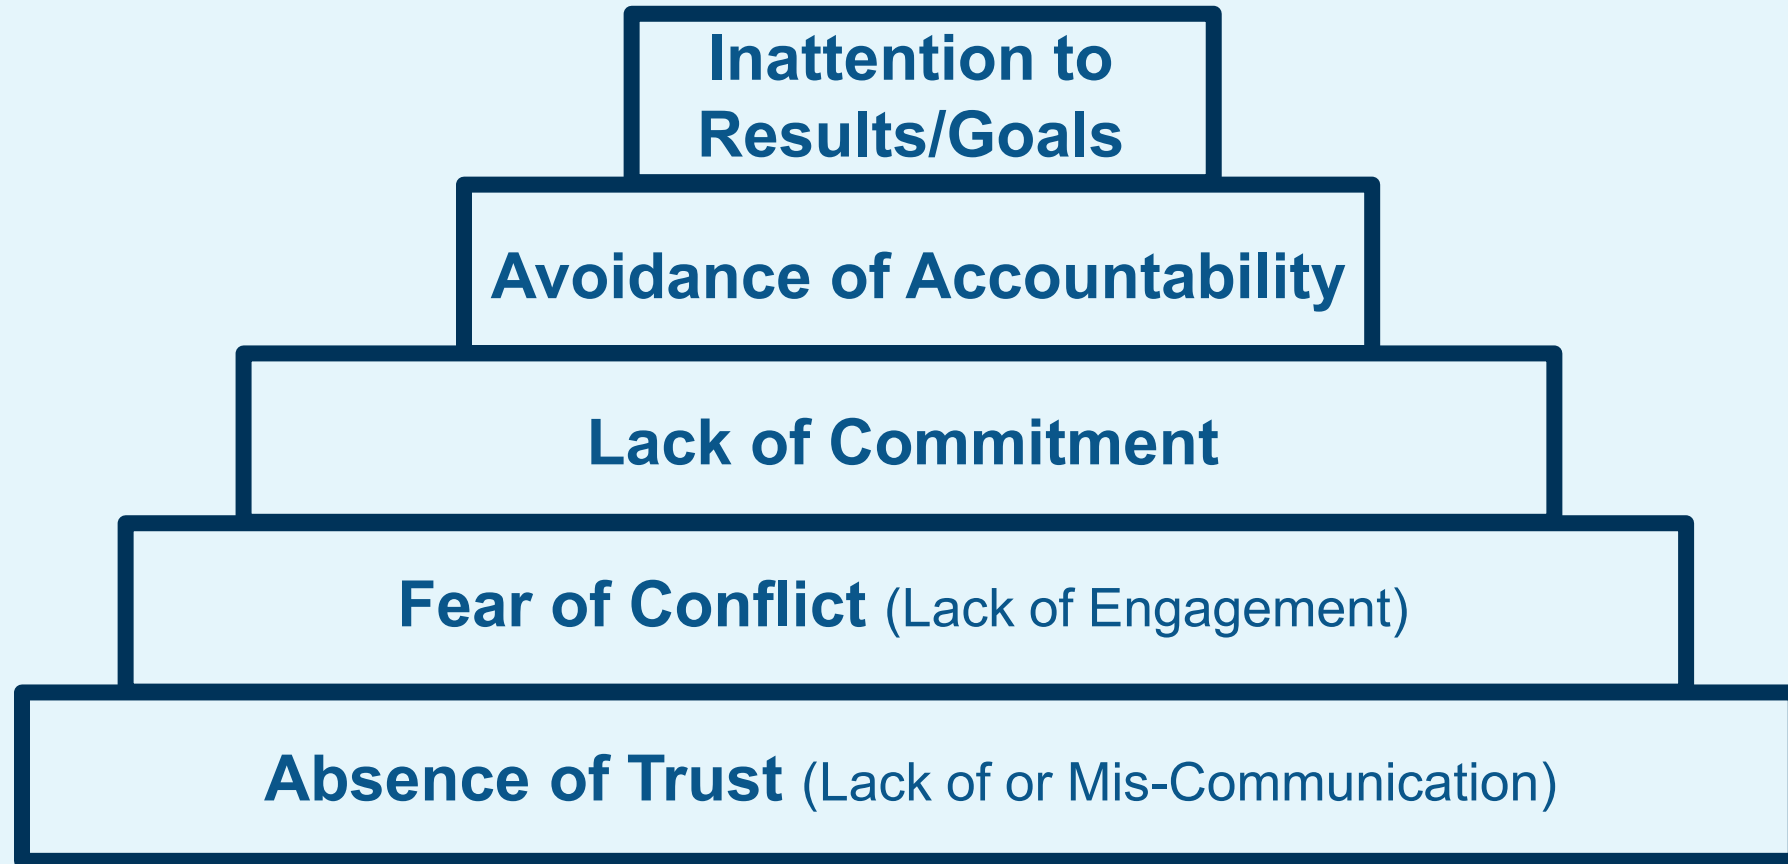 Inattention to
Results/Goals
Avoidance of Accountability
Lack of Commitment
Fear of Conflict (Lack of Engagement)
Absence of Trust (Lack of or Mis-Communication)